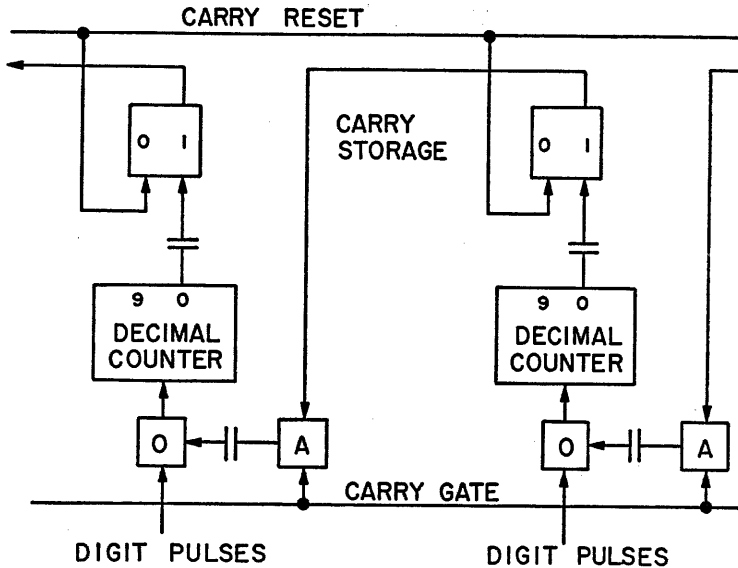 CARRY RESET
0 1
CARRY
STORAGE
0 1
9 0
DECIMAL
COUNTER
9 0
DECIMAL
COUNTER
O
A
O
A
CARRY GATE
DIGIT PULSES
DIGIT PULSES